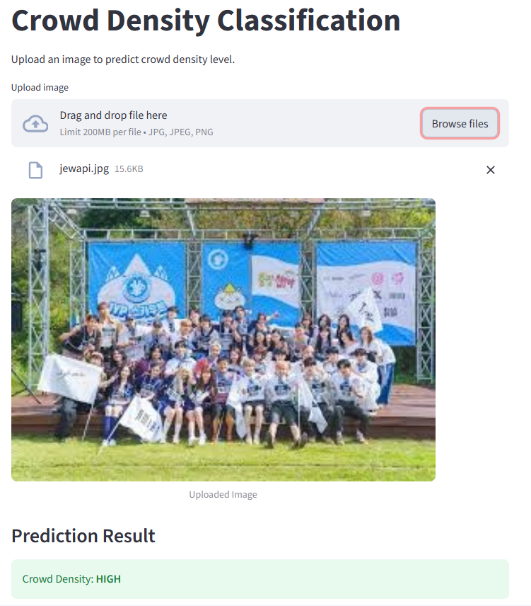 Crowd Density Classification
Upload an image to predict crowd density level.
Upload image
Drag and drop file here
Limit 200MB per file • JPG, JPEG, PNG
Browse files
jewapi.jpg 15.6KB
Uploaded Image
Prediction Result
Crowd Density: HIGH